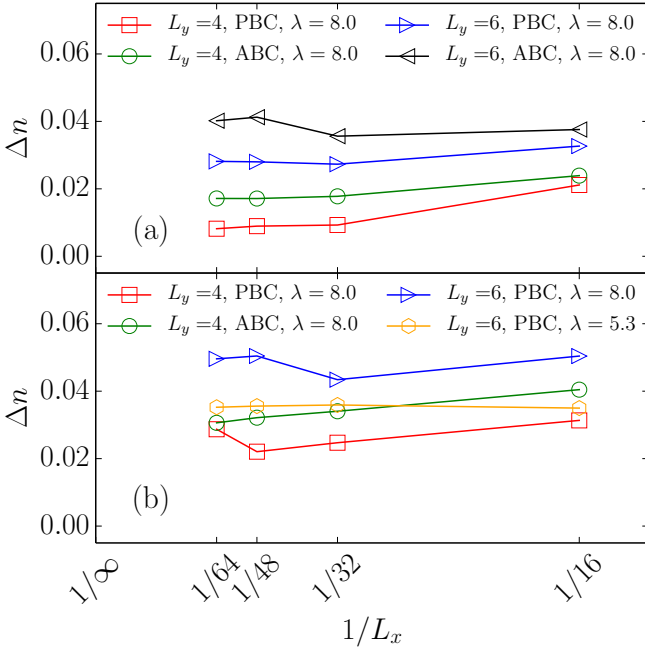 L_y =4, PBC, λ = 8.0 L_y =6, PBC, λ = 8.0
L_y =4, ABC, λ = 8.0 L_y =6, ABC, λ = 8.0
0.06
0.04
0.02
0.00
Δn
(a)
L_y =4, PBC, λ = 8.0 L_y =6, PBC, λ = 8.0
L_y =4, ABC, λ = 8.0 L_y =6, PBC, λ = 5.3
0.06
0.04
0.02
0.00
Δn
(b)
1/∞ 1/64 1/48 1/32 1/16
1/L_x